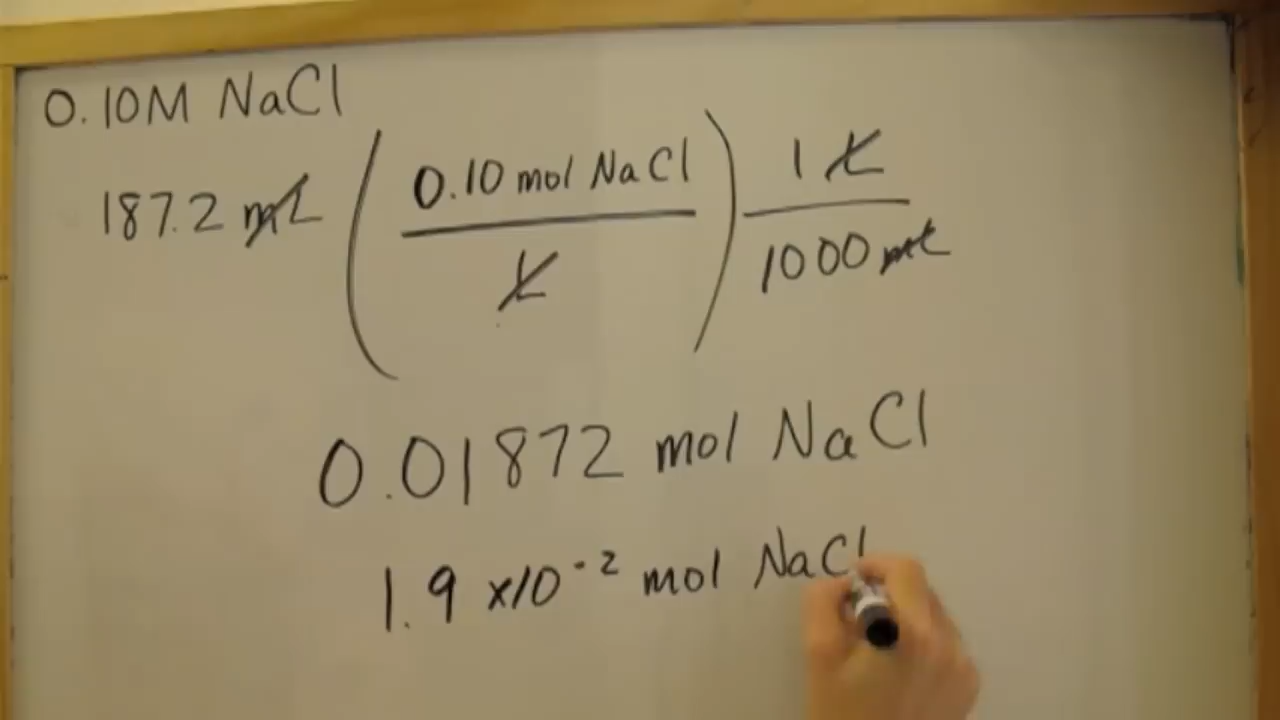 0.10M NaCl
187.2 mL ( 0.10 mol NaCl / L ) 1 L / 1000 mL
0.01872 mol NaCl
1.9 x10⁻² mol NaCl